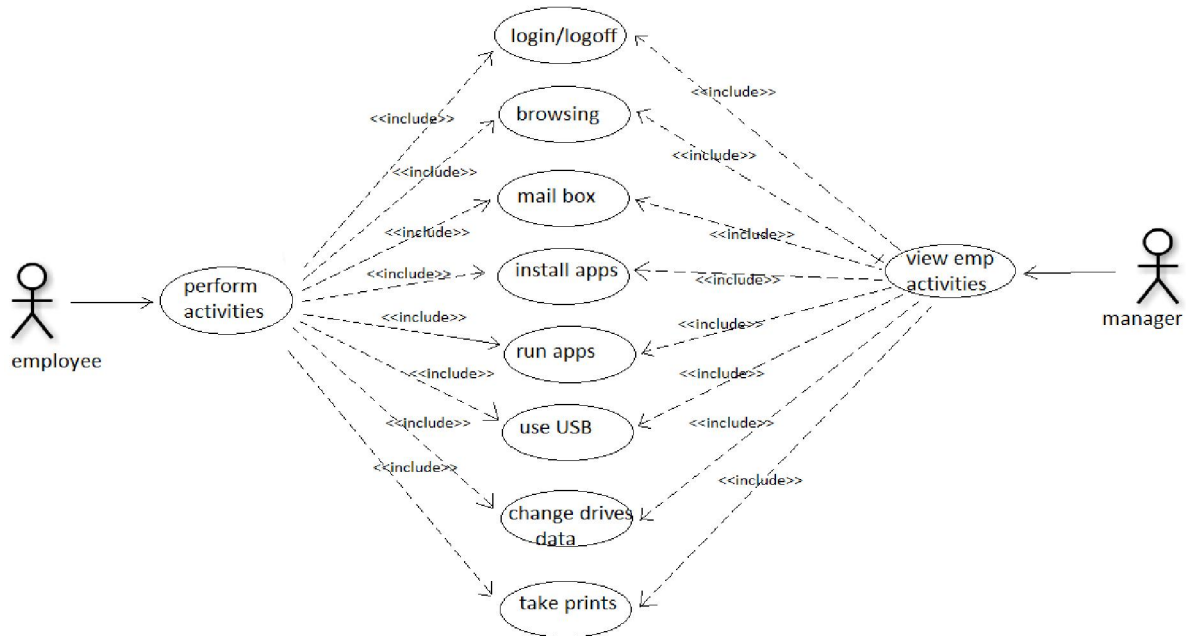 login/logoff
<<include>>
<<include>>
browsing
<<include>>
<<include>>
mail box
<<include>>
<<include>>
install apps
<<include>>
<<include>>
view emp
activities
perform
activities
manager
employee
<<include>>
<<include>>
run apps
<<include>>
<<include>>
use USB
<<include>>
<<include>>
<<include>>
<<include>>
change drives
data
take prints